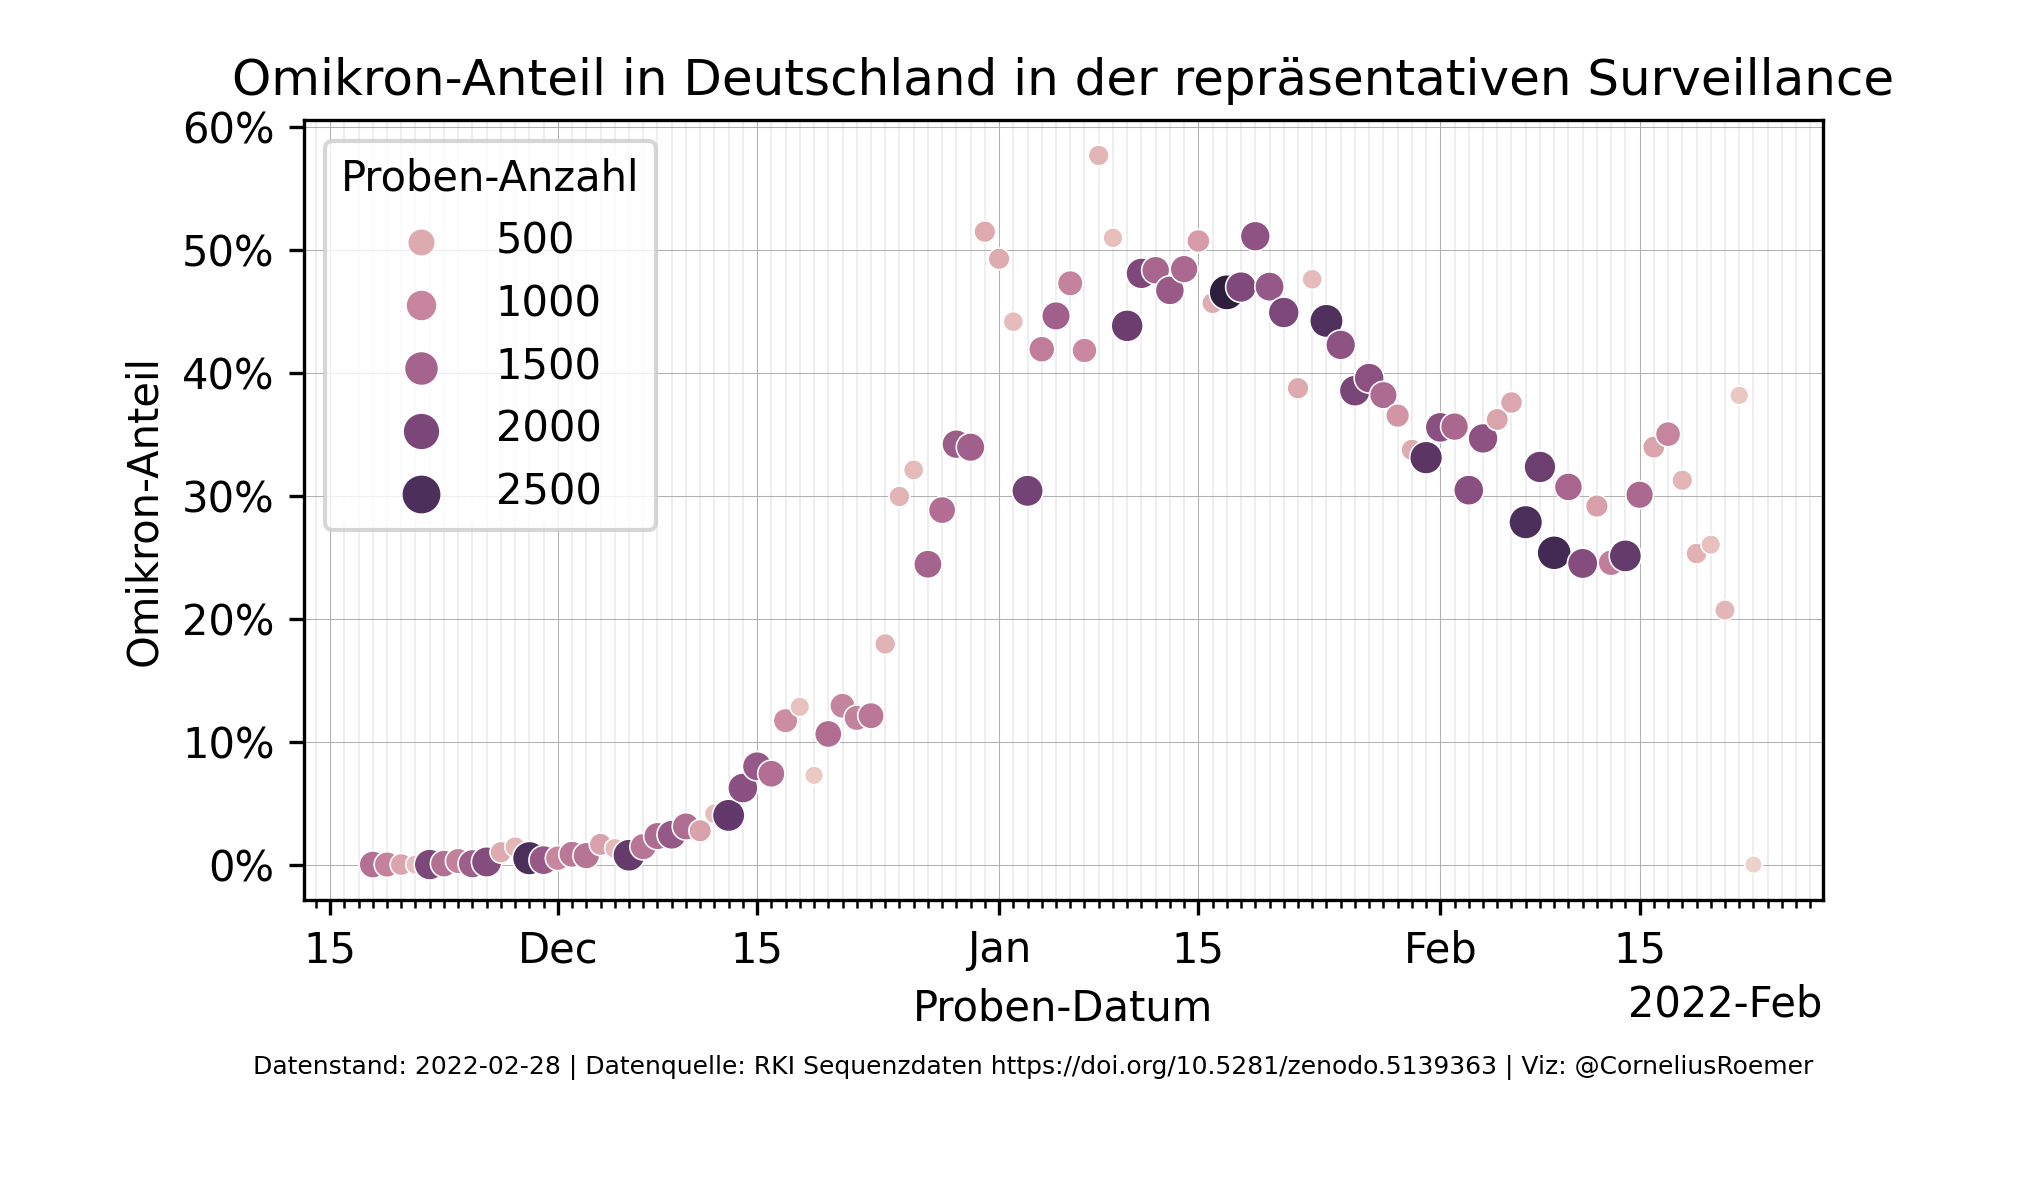 Omikron-Anteil in Deutschland in der repräsentativen Surveillance
60%
50%
40%
30%
20%
10%
0%
Omikron-Anteil
Proben-Anzahl
500
1000
1500
2000
2500
15
Dec
15
Jan
15
Feb
15
Proben-Datum
2022-Feb
Datenstand: 2022-02-28 | Datenquelle: RKI Sequenzdaten https://doi.org/10.5281/zenodo.5139363 | Viz: @CorneliusRoemer